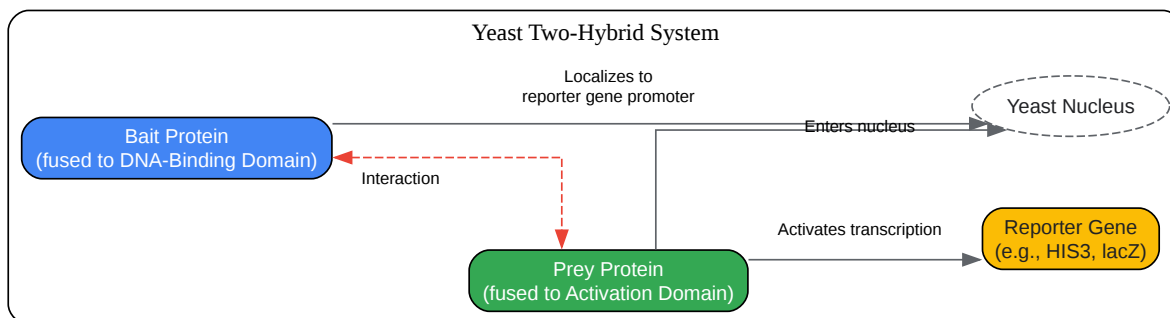 Yeast Two-Hybrid System
Localizes to
reporter gene promoter
Yeast Nucleus
Bait Protein
(fused to DNA-Binding Domain)
Enters nucleus
Interaction
Activates transcription
Reporter Gene
(e.g., HIS3, lacZ)
Prey Protein
(fused to Activation Domain)